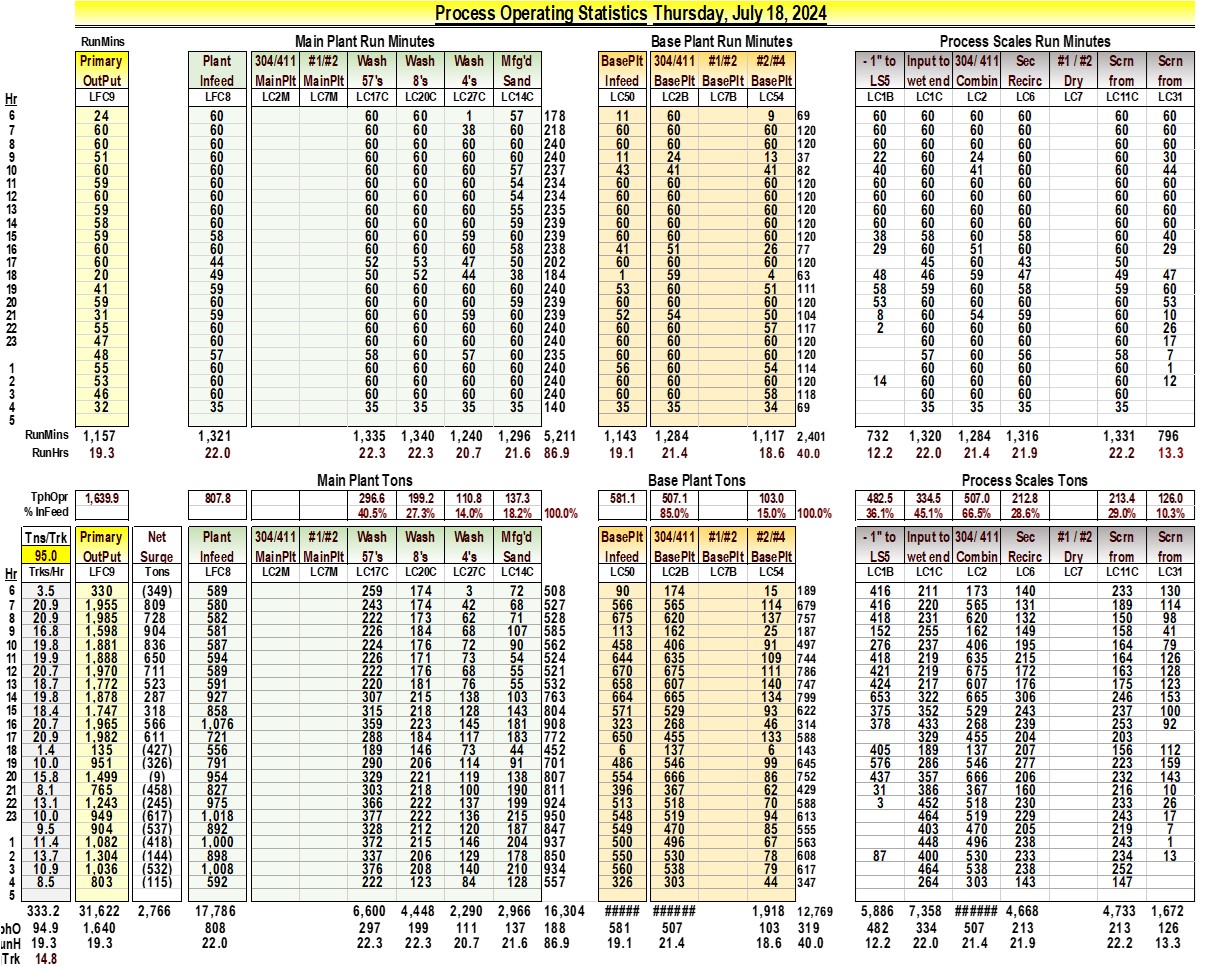 Process Operating Statistics Thursday, July 18, 2024
RunMins Main Plant Run Minutes Base Plant Run Minutes Process Scales Run Minutes
Primary Plant 304/411 #1/#2 Wash Wash Wash Mfg'd BasePlt 304/411 #1/#2 #2/#4 - 1" to Input to 304/ 411 Sec #1 / #2 Scrn Scrn
OutPut Infeed MainPlt MainPlt 57's 8's 4's Sand Infeed BasePlt BasePlt BasePlt LS5 wet end Combin Recirc Dry from from
Hr LFC9 LFC8 LC2M LC7M LC17C LC20C LC27C LC14C LC50 LC2B LC7B LC54 LC1B LC1C LC2 LC6 LC7 LC11C LC31
6 24 60 60 60 1 57 178 11 60 9 69 60 60 60 60 60 60
7 60 60 60 60 38 60 218 60 60 60 120 60 60 60 60 60 60
8 60 60 60 60 60 60 240 60 60 60 120 60 60 60 60 60 60
9 51 60 60 60 60 60 240 11 24 13 37 22 60 24 60 60 30
10 60 60 60 60 60 57 237 43 41 41 82 40 60 41 60 60 44
11 59 60 60 60 60 54 234 60 60 60 120 60 60 60 60 60 60
12 60 60 60 60 60 54 234 60 60 60 120 60 60 60 60 60 60
13 59 60 60 60 60 55 235 60 60 60 120 60 60 60 60 60 60
14 58 60 60 60 60 59 239 60 60 60 120 60 60 60 60 60 60
15 59 58 60 60 59 60 239 60 60 60 120 38 58 60 58 60 40
16 60 60 60 60 60 58 238 41 51 26 77 29 60 51 60 60 29
17 60 44 52 53 47 50 202 60 60 60 120 45 60 43 50
18 20 49 50 52 44 38 184 1 59 4 63 48 46 59 47 49 47
19 41 59 60 60 60 60 240 53 60 51 111 58 59 60 58 59 60
20 59 60 60 60 60 59 239 60 60 60 120 53 60 60 60 60 53
21 31 59 60 60 59 60 239 52 54 50 104 8 60 54 59 60 10
22 55 60 60 60 60 60 240 60 60 57 117 2 60 60 60 60 26
23 47 60 60 60 60 60 240 60 60 60 120 60 60 60 60 17
48 57 58 60 57 60 235 60 60 60 120 57 60 56 58 7
1 55 60 60 60 60 60 240 56 60 54 114 60 60 60 60 1
2 53 60 60 60 60 60 240 60 60 60 120 14 60 60 60 60 12
3 46 60 60 60 60 60 240 60 60 58 118 60 60 60 60
4 32 35 35 35 35 35 140 35 35 34 69 35 35 35 35
5
RunMins 1,157 1,321 1,335 1,340 1,240 1,296 5,211 1,143 1,284 1,117 2,401 732 1,320 1,284 1,316 1,331 796
RunHrs 19.3 22.0 22.3 22.3 20.7 21.6 86.9 19.1 21.4 18.6 40.0 12.2 22.0 21.4 21.9 22.2 13.3
Main Plant Tons Base Plant Tons Process Scales Tons
TphOpr 1,639.9 807.8 296.6 199.2 110.8 137.3 581.1 507.1 103.0 482.5 334.5 507.0 212.8 213.4 126.0
% InFeed 40.5% 27.3% 14.0% 18.2% 100.0% 85.0% 15.0% 100.0% 36.1% 45.1% 66.5% 28.6% 29.0% 10.3%
Tns/Trk Primary Net Plant 304/411 #1/#2 Wash Wash Wash Mfg'd BasePlt 304/411 #1/#2 #2/#4 - 1" to Input to 304/ 411 Sec #1 / #2 Scrn Scrn
95.0 OutPut Surge Infeed MainPlt MainPlt 57's 8's 4's Sand Infeed BasePlt BasePlt BasePlt LS5 wet end Combin Recirc Dry from from
Hr Trks/Hr LFC9 Tons LFC8 LC2M LC7M LC17C LC20C LC27C LC14C LC50 LC2B LC7B LC54 LC1B LC1C LC2 LC6 LC7 LC11C LC31
6 3.5 330 (349) 589 259 174 3 72 508 90 174 15 189 416 211 173 140 233 130
7 20.9 1,955 809 580 243 174 42 68 527 566 565 114 679 416 220 565 131 189 114
8 20.9 1,985 728 582 222 173 62 71 528 675 620 137 757 418 231 620 132 150 98
9 16.8 1,598 904 581 226 184 68 107 585 113 162 25 187 152 255 162 149 158 41
10 19.8 1,881 836 587 224 176 72 90 562 458 406 91 497 276 237 406 195 164 79
11 19.9 1,888 650 594 226 171 73 54 524 644 635 109 744 418 219 635 215 164 126
12 20.7 1,970 711 589 222 176 68 55 521 670 675 111 786 421 219 675 172 163 128
13 18.7 1,772 523 591 220 181 76 55 532 658 607 140 747 424 217 607 176 175 123
14 19.8 1,878 287 927 307 215 138 103 763 664 665 134 799 653 322 665 306 246 153
15 18.4 1,747 318 858 315 218 128 143 804 571 529 93 622 375 352 529 243 237 100
16 20.7 1,965 566 1,076 359 223 145 181 908 323 268 46 314 378 433 268 239 253 92
17 20.9 1,982 611 721 288 184 117 183 772 650 455 133 588 329 455 204 203
18 1.4 135 (427) 556 189 146 73 44 452 6 137 6 143 405 189 137 207 156 112
19 10.0 951 (326) 791 290 206 114 91 701 486 546 99 645 576 286 546 277 223 159
20 15.8 1,499 (9) 954 329 221 119 138 807 554 666 86 752 437 357 666 206 232 143
21 8.1 765 (458) 827 303 218 100 190 811 396 367 62 429 31 386 367 160 216 10
22 13.1 1,243 (245) 975 366 222 137 199 924 513 518 70 588 3 452 518 230 233 26
23 10.0 949 (617) 1,018 377 222 136 215 950 548 519 94 613 464 519 229 243 17
9.5 904 (537) 892 328 212 120 187 847 549 470 85 555 403 470 205 219 7
1 11.4 1,082 (418) 1,000 372 215 146 204 937 500 496 67 563 448 496 238 243 1
2 13.7 1,304 (144) 898 337 206 129 178 850 550 530 78 608 87 400 530 233 234 13
3 10.9 1,036 (532) 1,008 376 208 140 210 934 560 538 79 617 464 538 238 252
4 8.5 803 (115) 592 222 123 84 128 557 326 303 44 347 264 303 143 147
5
333.2 31,622 2,766 17,786 6,600 4,448 2,290 2,966 16,304 ##### ###### 1,918 12,769 5,886 7,358 ###### 4,668 4,733 1,672
phO 94.9 1,640 808 297 199 111 137 188 581 507 103 319 482 334 507 213 213 126
unH 19.3 19.3 22.0 22.3 22.3 20.7 21.6 86.9 19.1 21.4 18.6 40.0 12.2 22.0 21.4 21.9 22.2 13.3
Trk 14.8